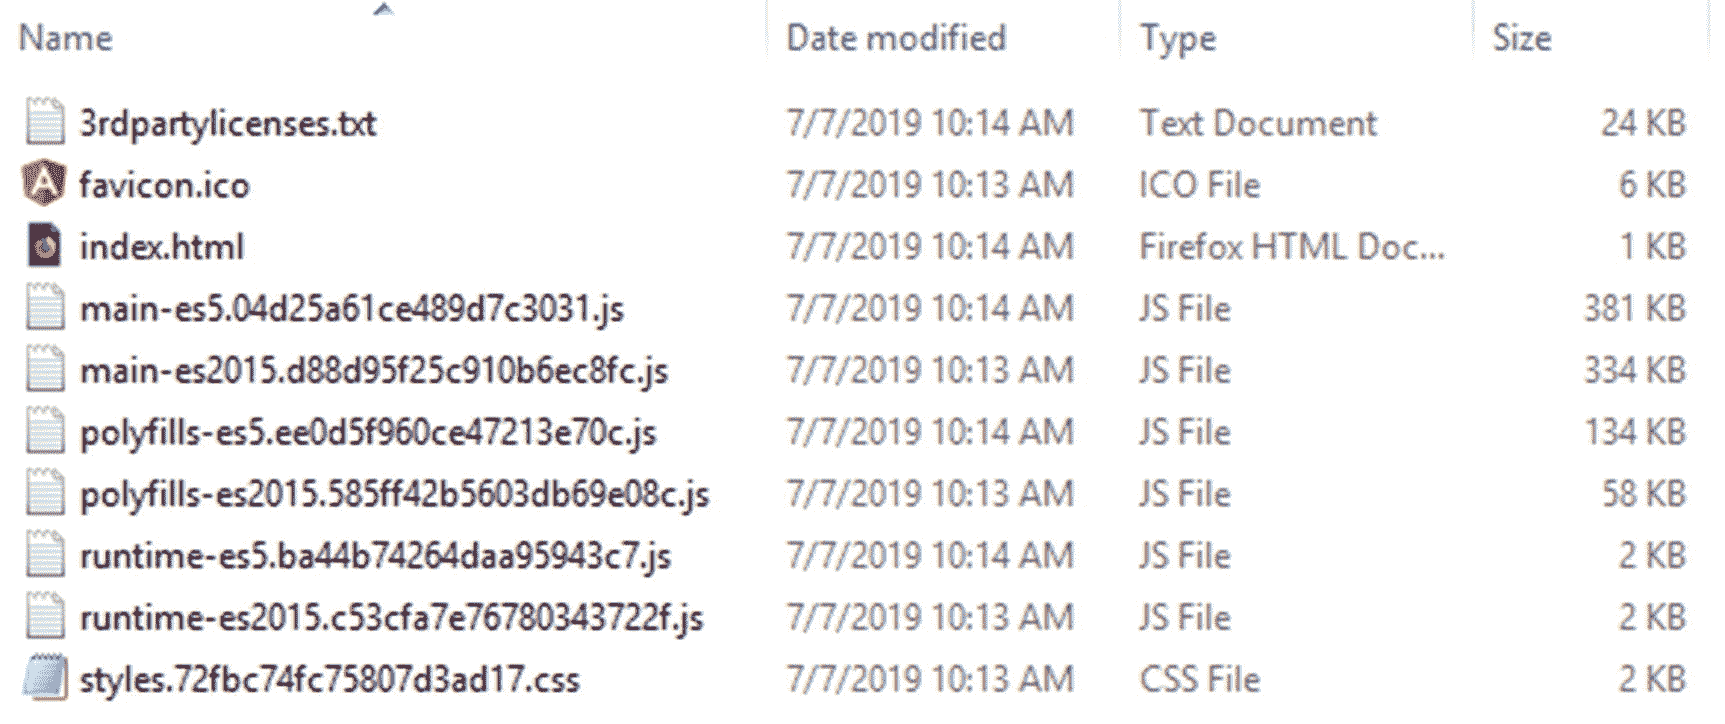 Name Date modified Type Size
3rdpartylicenses.txt 7/7/2019 10:14 AM Text Document 24 KB
favicon.ico 7/7/2019 10:13 AM ICO File 6 KB
index.html 7/7/2019 10:14 AM Firefox HTML Doc... 1 KB
main-es5.04d25a61ce489d7c3031.js 7/7/2019 10:14 AM JS File 381 KB
main-es2015.d88d95f25c910b6ec8fc.js 7/7/2019 10:13 AM JS File 334 KB
polyfills-es5.ee0d5f960ce47213e70c.js 7/7/2019 10:14 AM JS File 134 KB
polyfills-es2015.585ff42b5603db69e08c.js 7/7/2019 10:13 AM JS File 58 KB
runtime-es5.ba44b74264daa95943c7.js 7/7/2019 10:14 AM JS File 2 KB
runtime-es2015.c53cfa7e76780343722f.js 7/7/2019 10:13 AM JS File 2 KB
styles.72fbc74fc75807d3ad17.css 7/7/2019 10:13 AM CSS File 2 KB